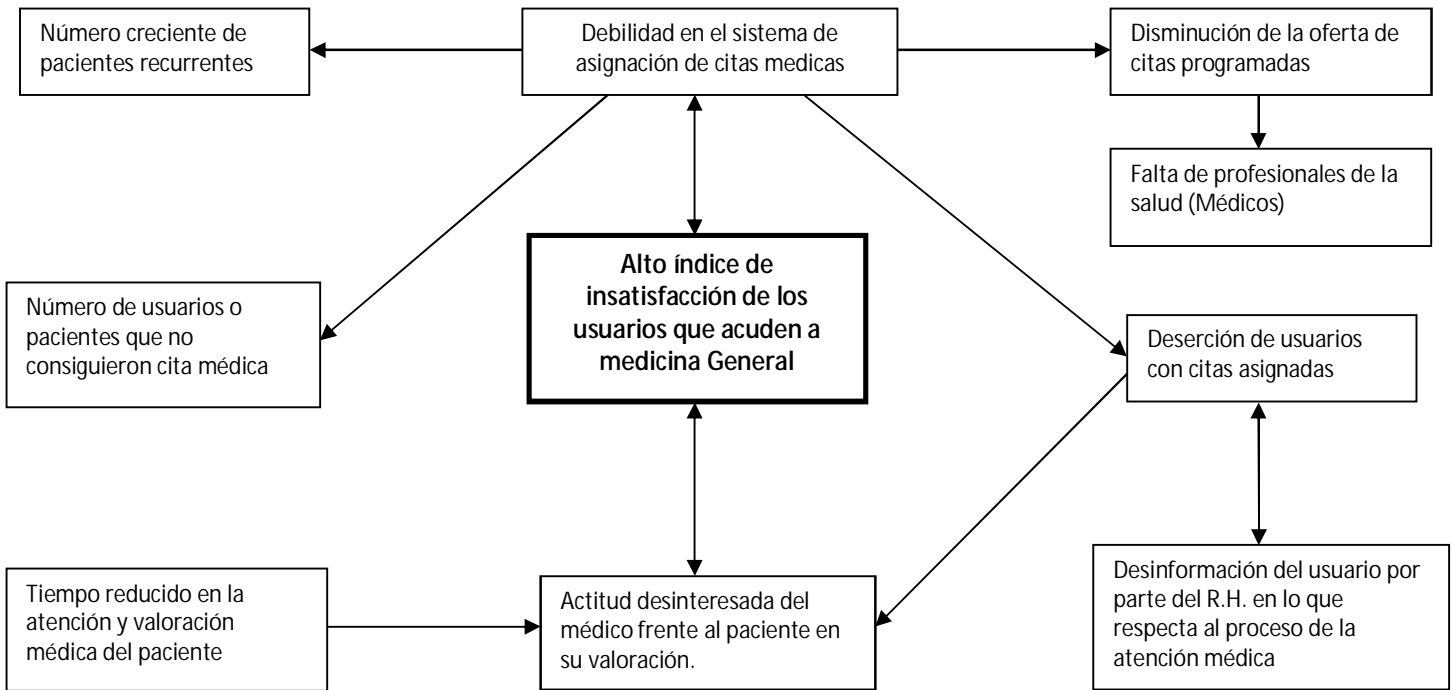 Número creciente de
pacientes recurrentes
Debilidad en el sistema de
asignación de citas medicas
Disminución de la oferta de
citas programadas
Falta de profesionales de la
salud (Médicos)
Alto índice de
insatisfacción de los
usuarios que acuden a
medicina General
Número de usuarios o
pacientes que no
consiguieron cita médica
Deserción de usuarios
con citas asignadas
Tiempo reducido en la
atención y valoración
médica del paciente
Actitud desinteresada del
médico frente al paciente en
su valoración.
Desinformación del usuario por
parte del R.H. en lo que
respecta al proceso de la
atención médica